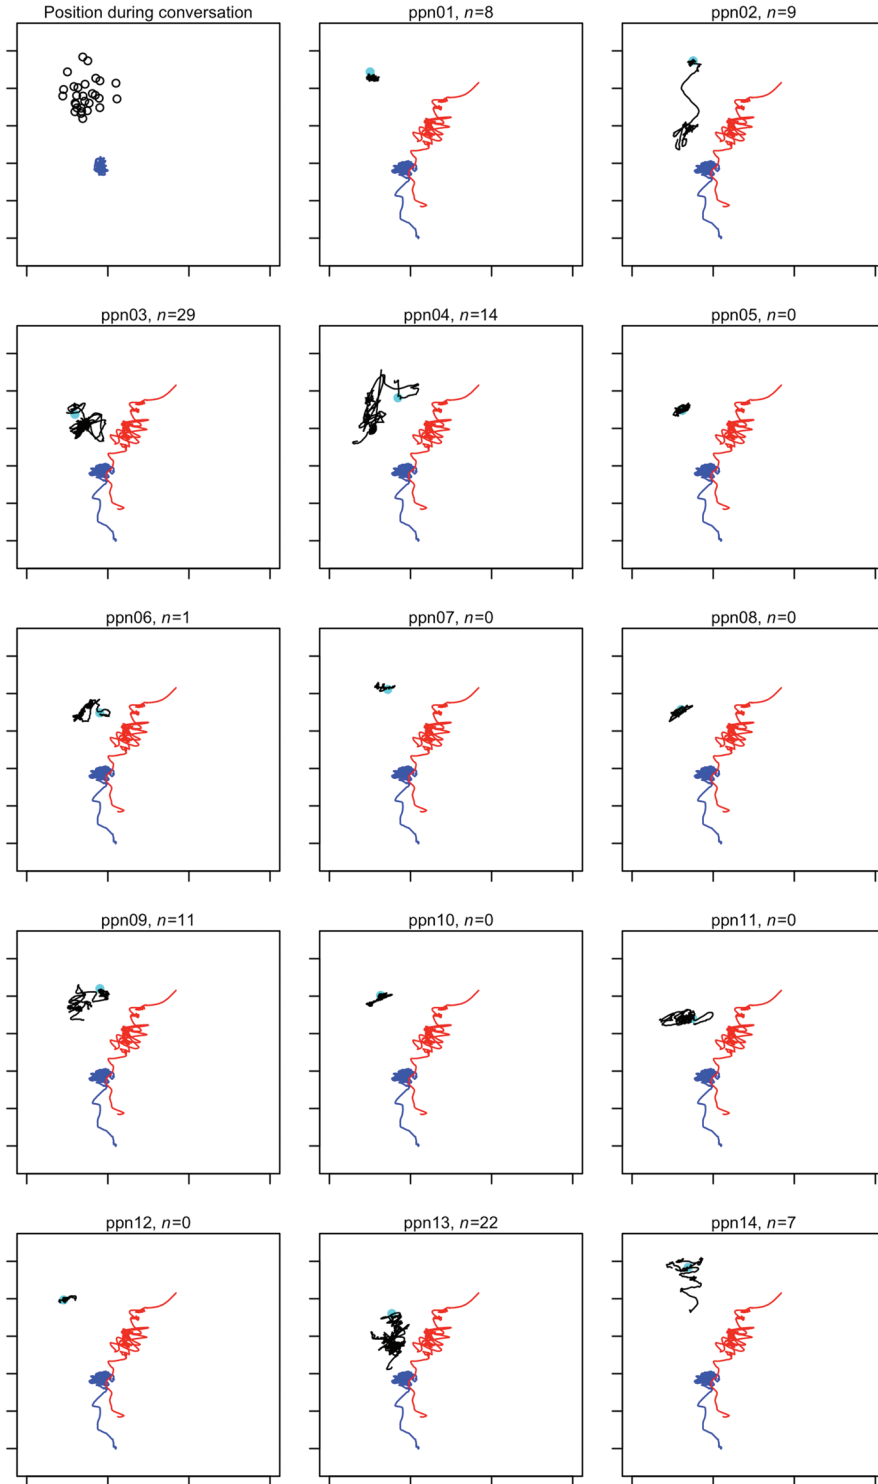 Position during conversation
ppn01, n=8
ppn02, n=9
ppn03, n=29
ppn04, n=14
ppn05, n=0
ppn06, n=1
ppn07, n=0
ppn08, n=0
ppn09, n=11
ppn10, n=0
ppn11, n=0
ppn12, n=0
ppn13, n=22
ppn14, n=7